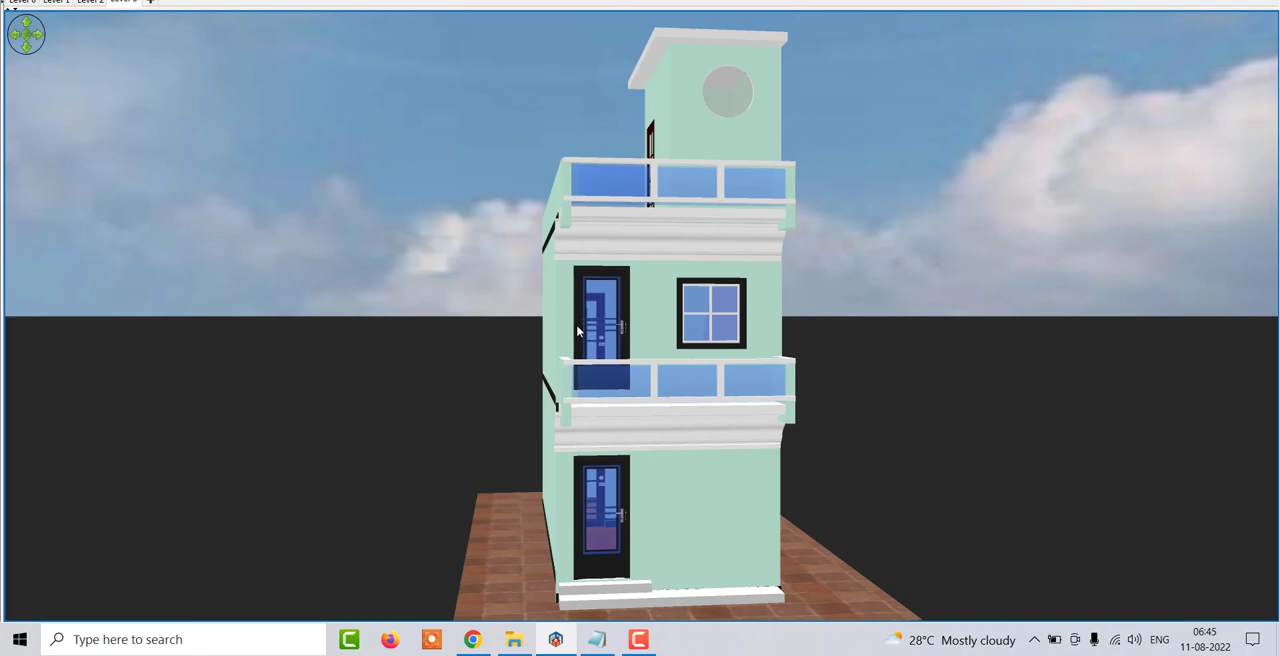 Level 0 Level 1 Level 2
Type here to search
28°C Mostly cloudy
ENG
06:45
11-08-2022